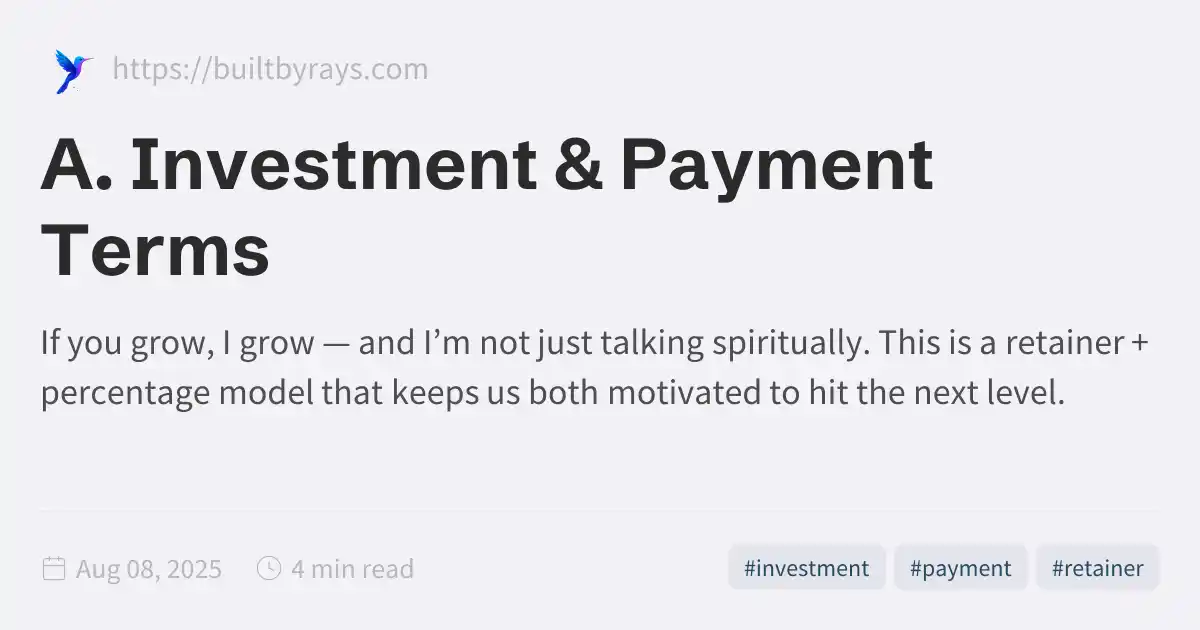 https://builtbyrays.com
A. Investment & Payment
Terms
If you grow, I grow — and I’m not just talking spiritually. This is a retainer +
percentage model that keeps us both motivated to hit the next level.
Aug 08, 2025 4 min read #investment #payment #retainer